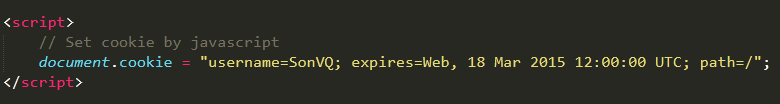 <script>
// Set cookie by javascript
document.cookie = "username=SonVQ; expires=Web, 18 Mar 2015 12:00:00 UTC; path=/";
</script>